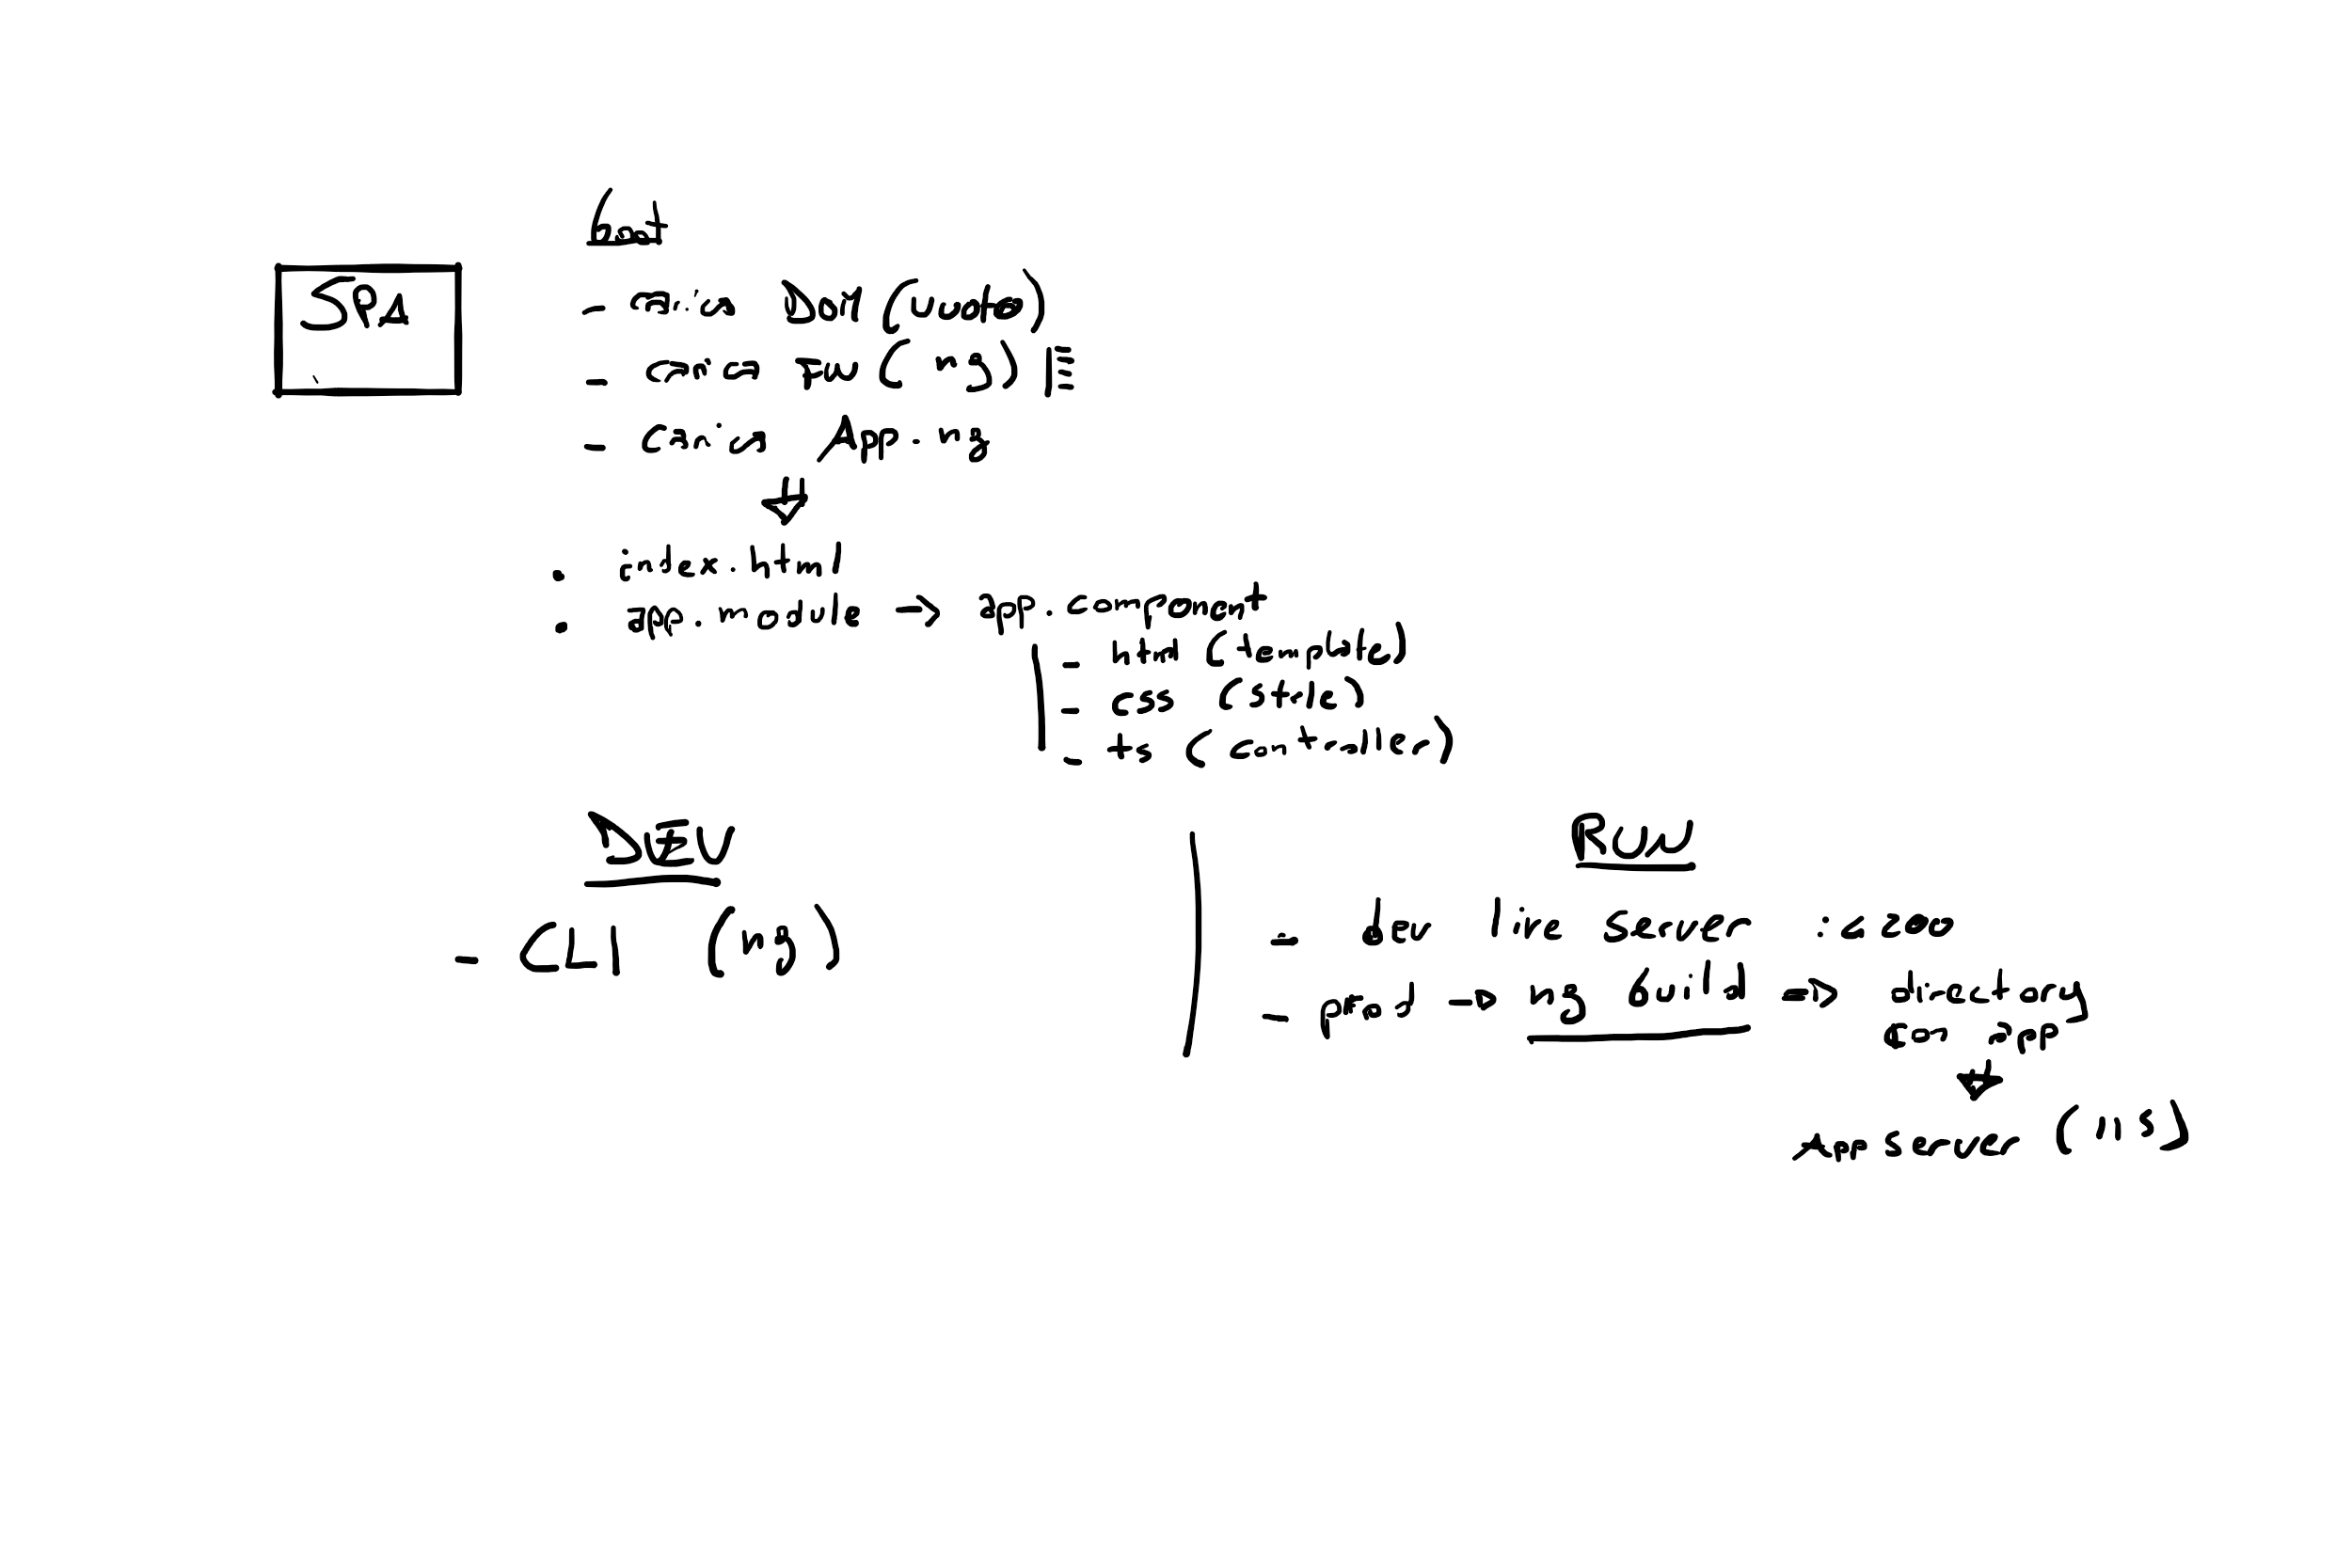 SPA
boot
- carica DOM (vuoto)
- carica FW (ng)
- carica App.ng
. index.html
. app.module -> app.component
- html (template)
- css (style)
- ts (controller)
DEV
- CLI (ng)
RUN
- dev live server : 4200
- prod -> ng build => directory
con app
App server (IIS)